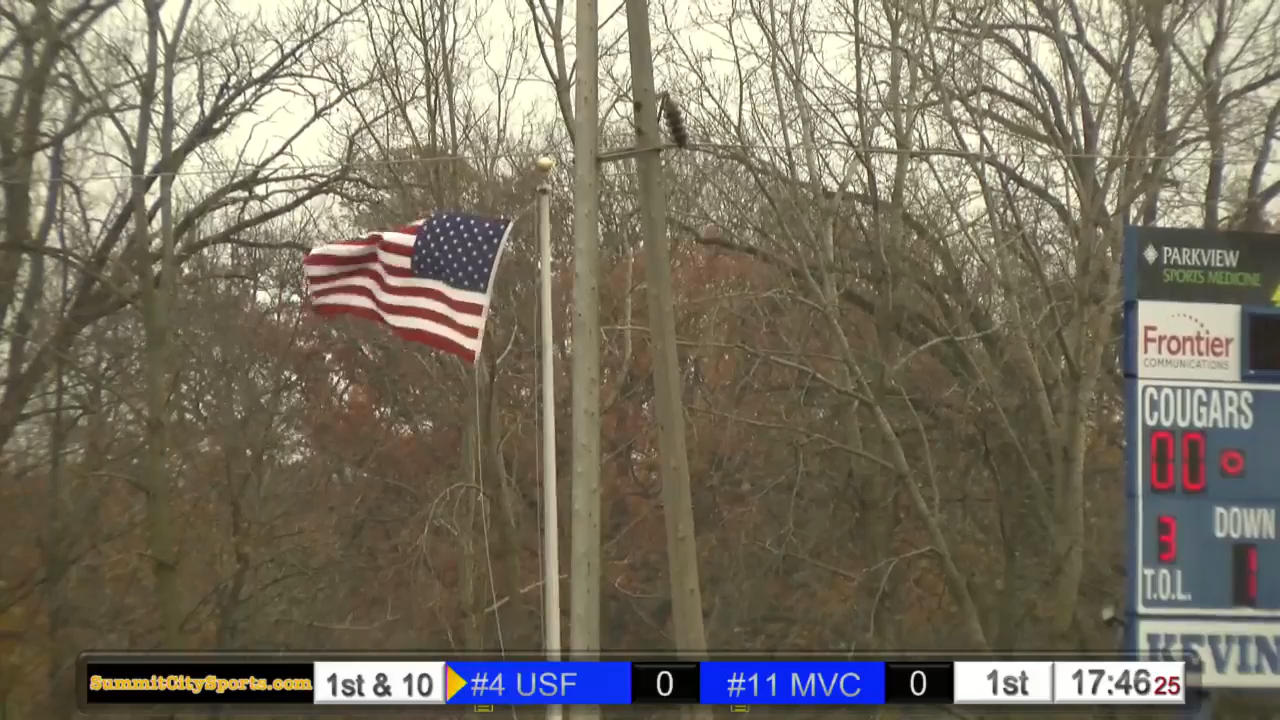 PARKVIEW
SPORTS MEDICINE
Frontier
COMMUNICATIONS
COUGARS
00
3 DOWN
T.O.L. 1
KEVIN
SummitCitySports.com 1st & 10 #4 USF 0 #11 MVC 0 1st 17:46 25